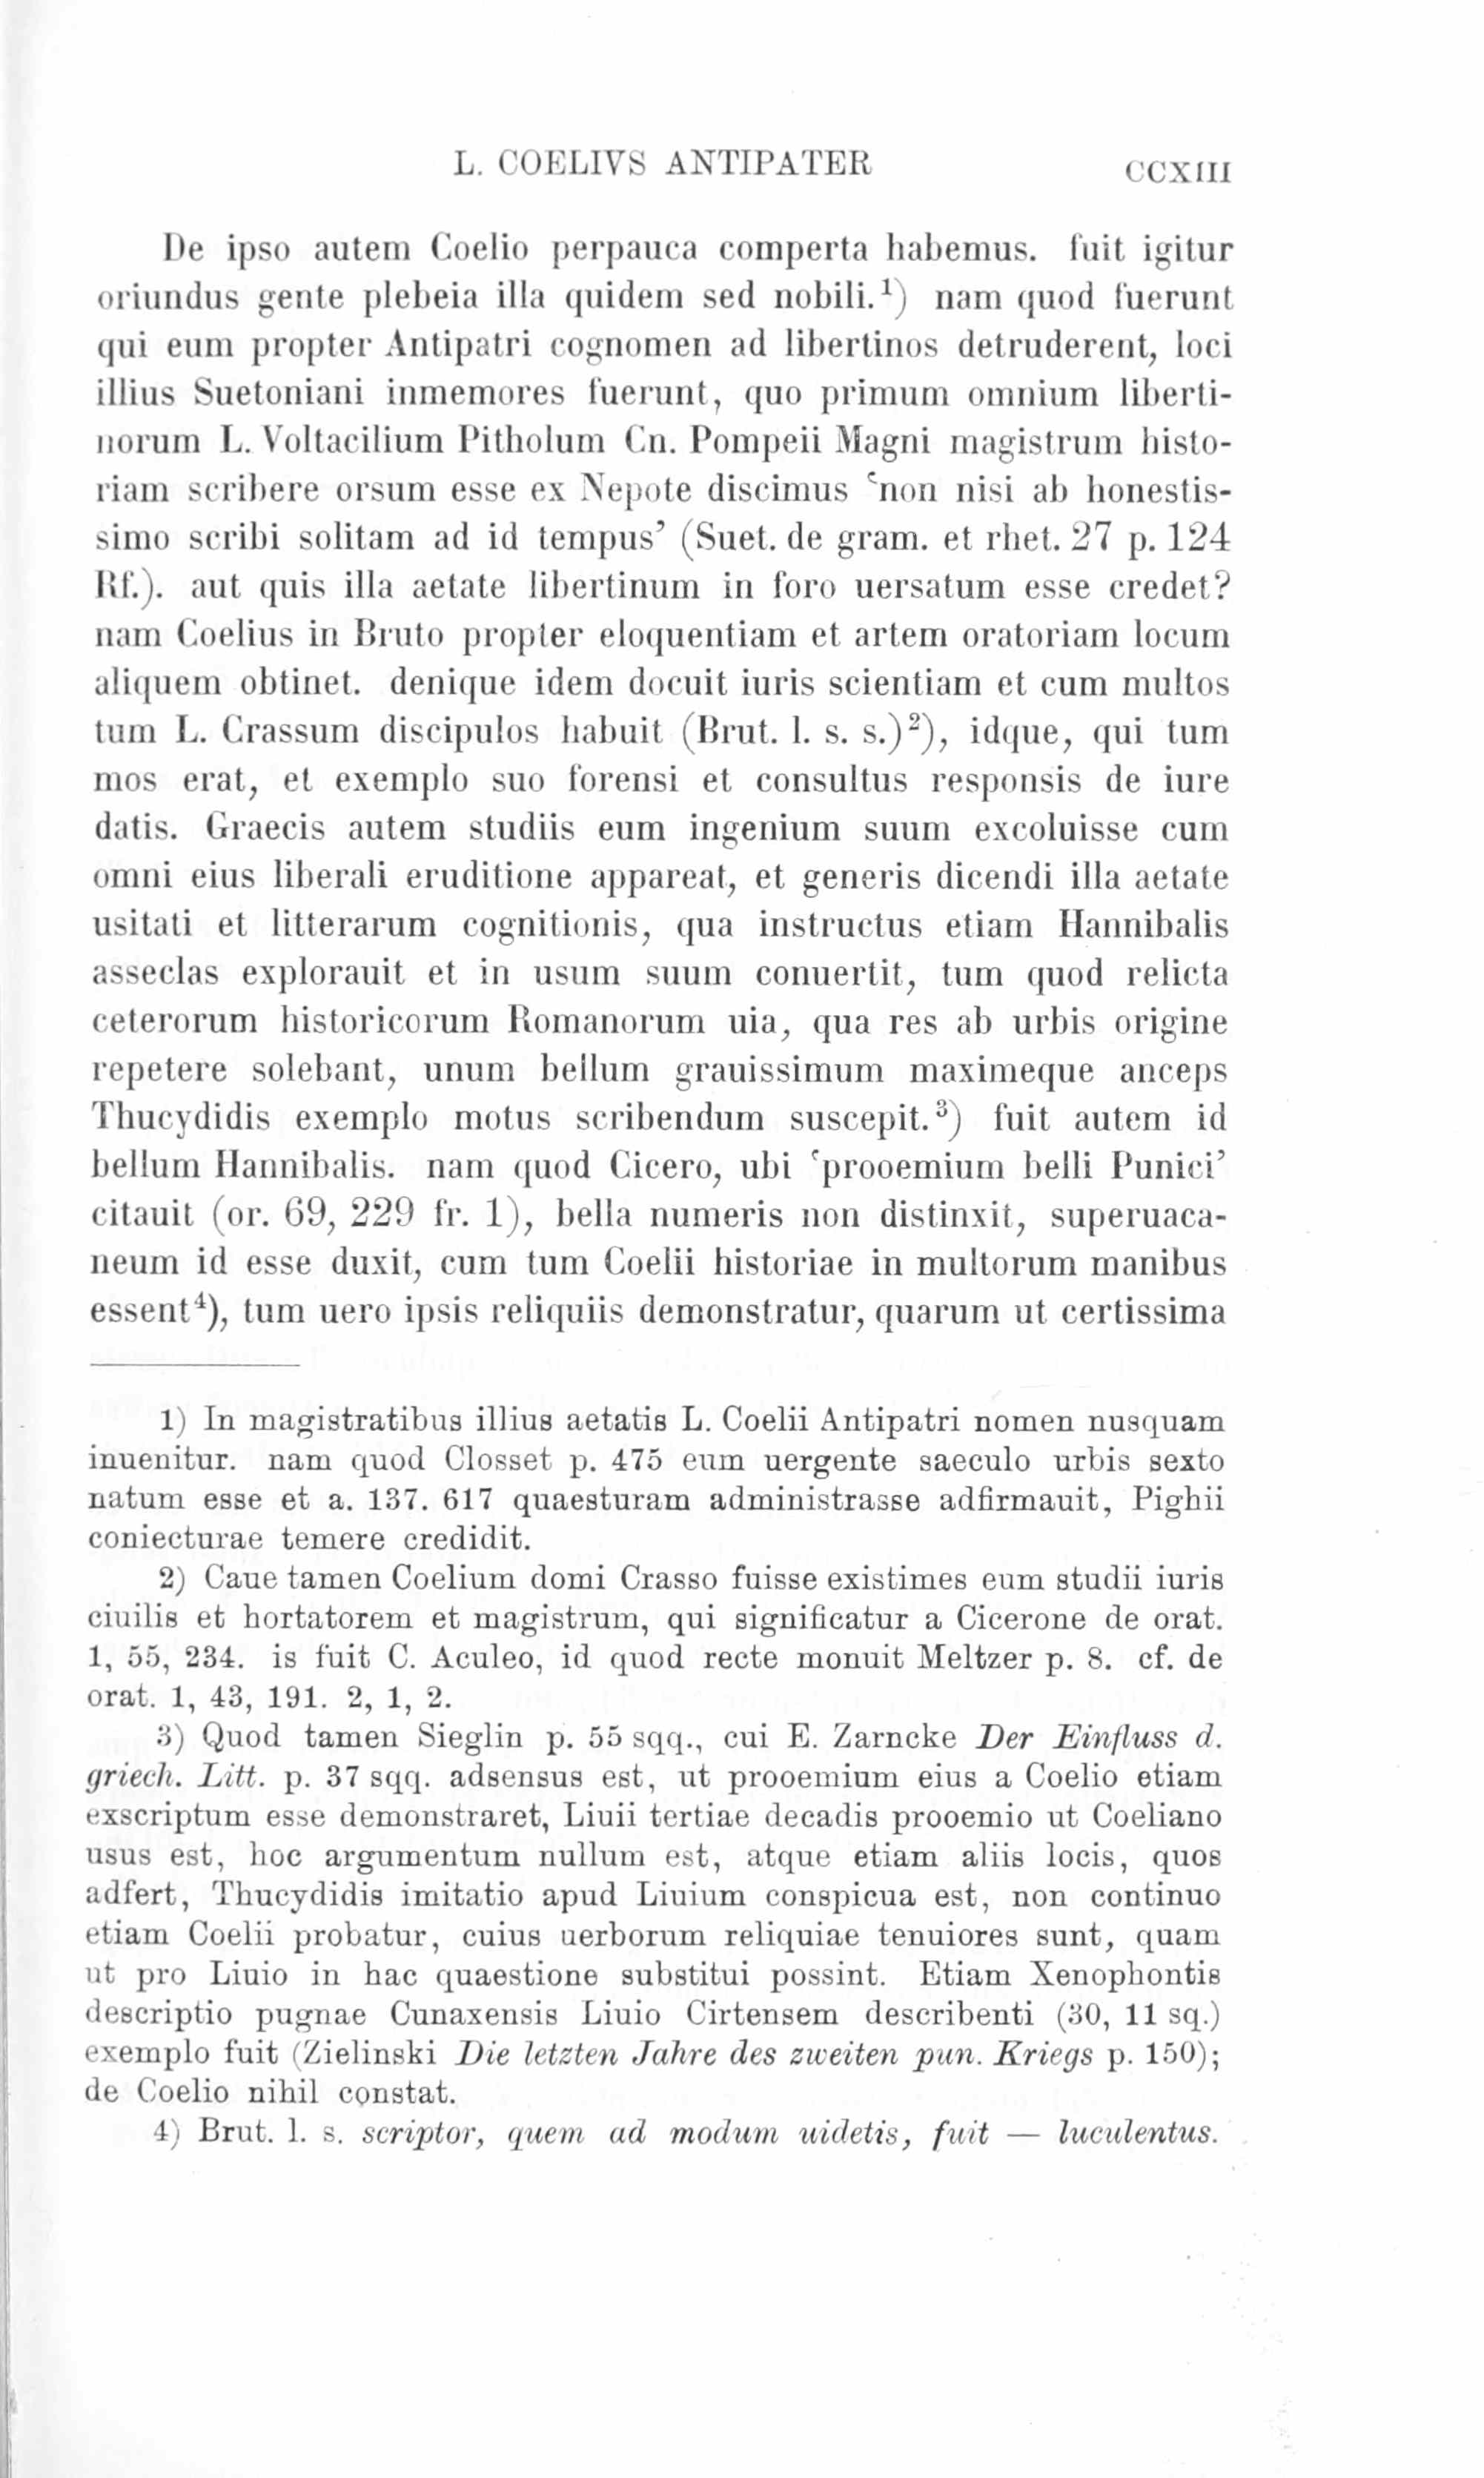 L. COELIVS ANTIPATER CCXIII
De ipso autem Coelio perpauca comperta habemus. fuit igitur
oriundus gente plebeia illa quidem sed nobili.¹) nam quod fuerunt
qui eum propter Antipatri cognomen ad libertinos detruderent, loci
illius Suetoniani inmemores fuerunt, quo primum omnium liberti-
norum L. Voltacilium Pitholum Cn. Pompeii Magni magistrum histo-
riam scribere orsum esse ex Nepote discimus ‘non nisi ab honestis-
simo scribi solitam ad id tempus’ (Suet. de gram. et rhet. 27 p. 124
Rf.). aut quis illa aetate libertinum in foro uersatum esse credet?
nam Coelius in Bruto propter eloquentiam et artem oratoriam locum
aliquem obtinet. denique idem docuit iuris scientiam et cum multos
tum L. Crassum discipulos habuit (Brut. l. s. s.)²), idque, qui tum
mos erat, et exemplo suo forensi et consultus responsis de iure
datis. Graecis autem studiis eum ingenium suum excoluisse cum
omni eius liberali eruditione appareat, et generis dicendi illa aetate
usitati et litterarum cognitionis, qua instructus etiam Hannibalis
asseclas explorauit et in usum suum conuertit, tum quod relicta
ceterorum historicorum Romanorum uia, qua res ab urbis origine
repetere solebant, unum bellum grauissimum maximeque anceps
Thucydidis exemplo motus scribendum suscepit.³) fuit autem id
bellum Hannibalis. nam quod Cicero, ubi ‘prooemium belli Punici’
citauit (or. 69, 229 fr. 1), bella numeris non distinxit, superuaca-
neum id esse duxit, cum tum Coelii historiae in multorum manibus
essent⁴), tum uero ipsis reliquiis demonstratur, quarum ut certissima
1) In magistratibus illius aetatis L. Coelii Antipatri nomen nusquam
inuenitur. nam quod Closset p. 475 eum uergente saeculo urbis sexto
natum esse et a. 137. 617 quaesturam administrasse adfirmauit, Pighii
coniecturae temere credidit.
2) Caue tamen Coelium domi Crasso fuisse existimes eum studii iuris
ciuilis et hortatorem et magistrum, qui significatur a Cicerone de orat.
1, 55, 234. is fuit C. Aculeo, id quod recte monuit Meltzer p. 8. cf. de
orat. 1, 43, 191. 2, 1, 2.
3) Quod tamen Sieglin p. 55 sqq., cui E. Zarncke Der Einfluss d.
griech. Litt. p. 37 sqq. adsensus est, ut prooemium eius a Coelio etiam
exscriptum esse demonstraret, Liuii tertiae decadis prooemio ut Coeliano
usus est, hoc argumentum nullum est, atque etiam aliis locis, quos
adfert, Thucydidis imitatio apud Liuium conspicua est, non continuo
etiam Coelii probatur, cuius uerborum reliquiae tenuiores sunt, quam
ut pro Liuio in hac quaestione substitui possint. Etiam Xenophontis
descriptio pugnae Cunaxensis Liuio Cirtensem describenti (30, 11 sq.)
exemplo fuit (Zielinski Die letzten Jahre des zweiten pun. Kriegs p. 150);
de Coelio nihil constat.
4) Brut. l. s. scriptor, quem ad modum uidetis, fuit — luculentus.